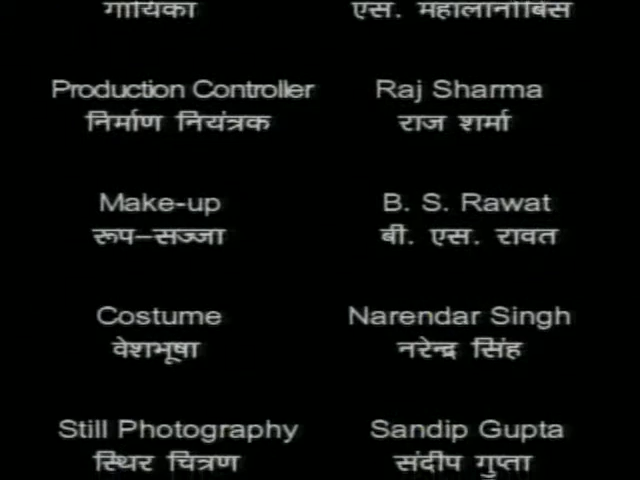 गायिका एस. महालानोबिस
Production Controller Raj Sharma
निर्माण नियंत्रक राज शर्मा
Make-up B. S. Rawat
रूप–सज्जा बी. एस. रावत
Costume Narendar Singh
वेशभूषा नरेन्द्र सिंह
Still Photography Sandip Gupta
स्थिर चित्रण संदीप गुप्ता